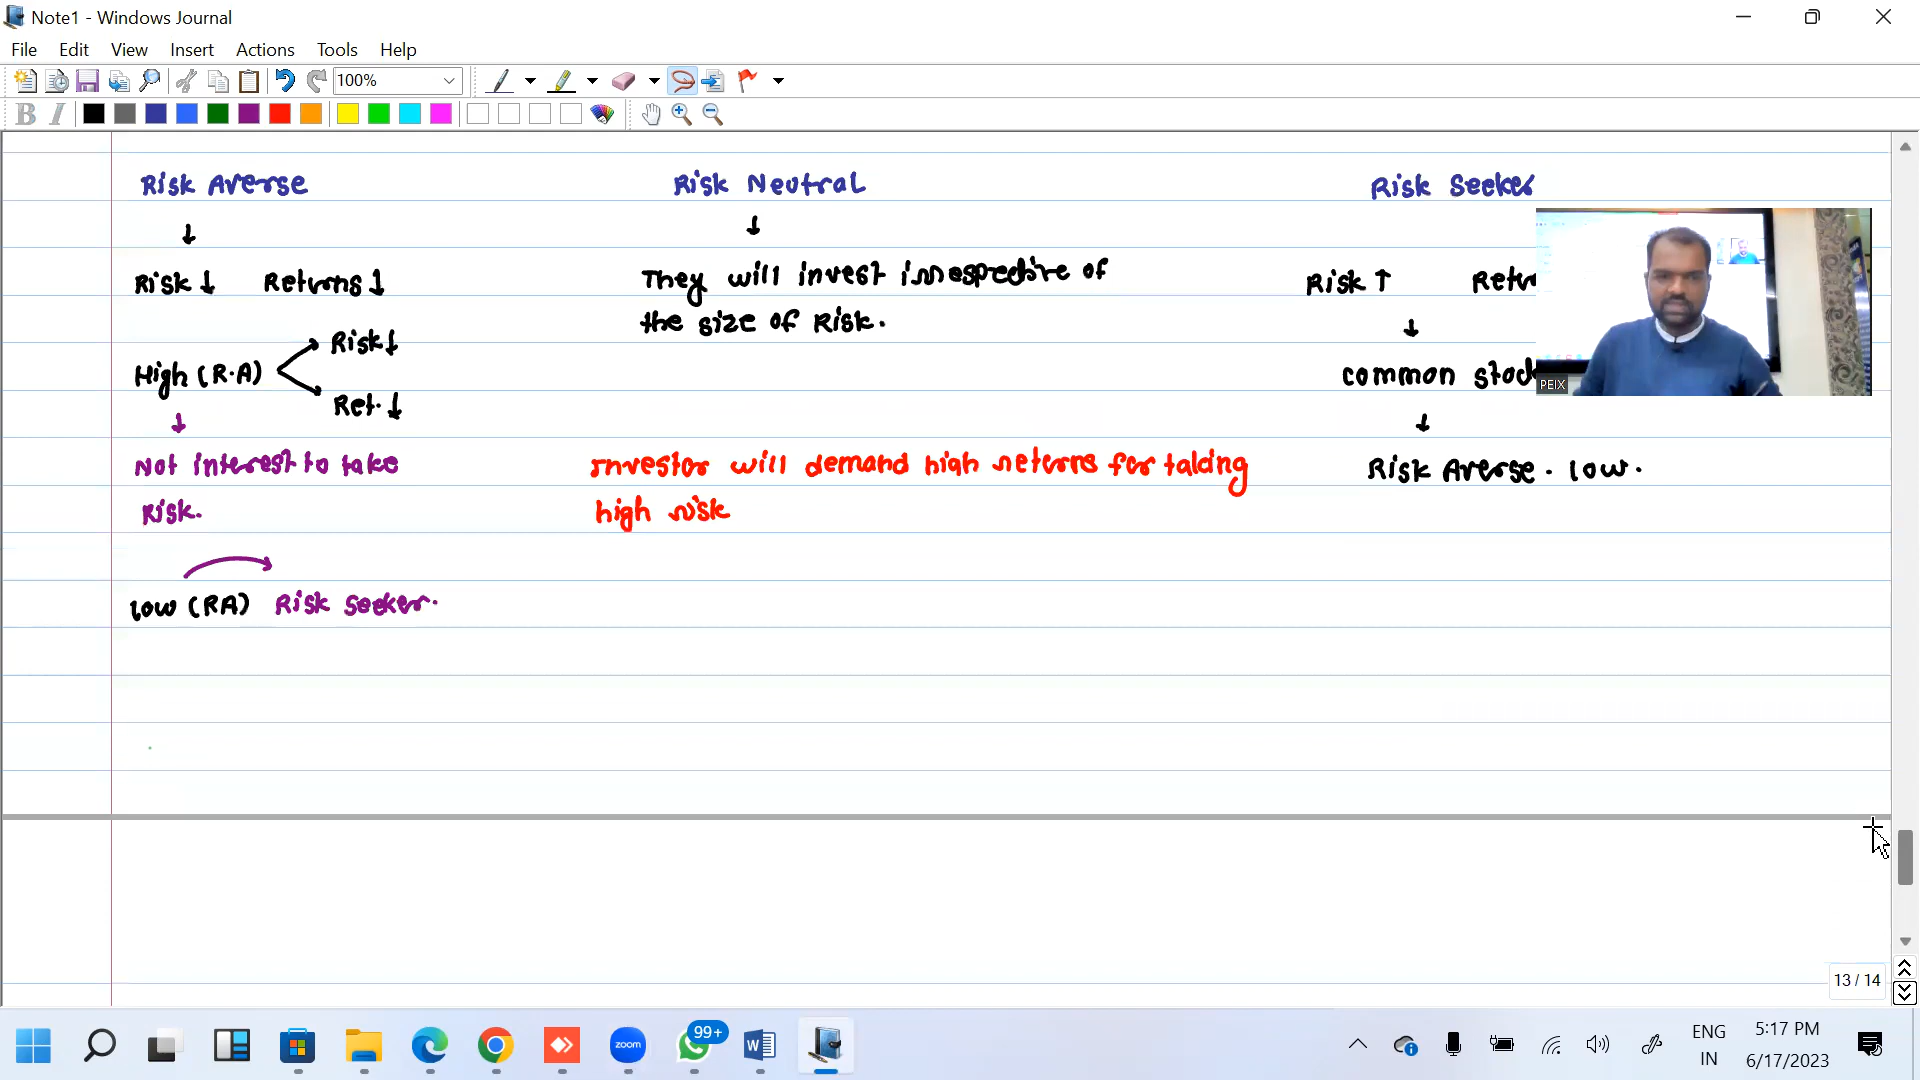 Note1 - Windows Journal
File Edit View Insert Actions Tools Help
100%
B I
Risk Averse
Risk Neutral
Risk Seeker
↓
↓
Risk ↓ Returns ↓
They will invest irrespective of
the size of Risk.
Risk ↑
↓
High (R.A)
Risk ↓
Ret. ↓
common
PEIX
↓
↓
Not interest to take
Risk.
Investor will demand high returns for taking
high risk
Risk Averse - low.
low (RA) Risk Seeker.
13 / 14
zoom
99+
ENG
IN
5:17 PM
6/17/2023